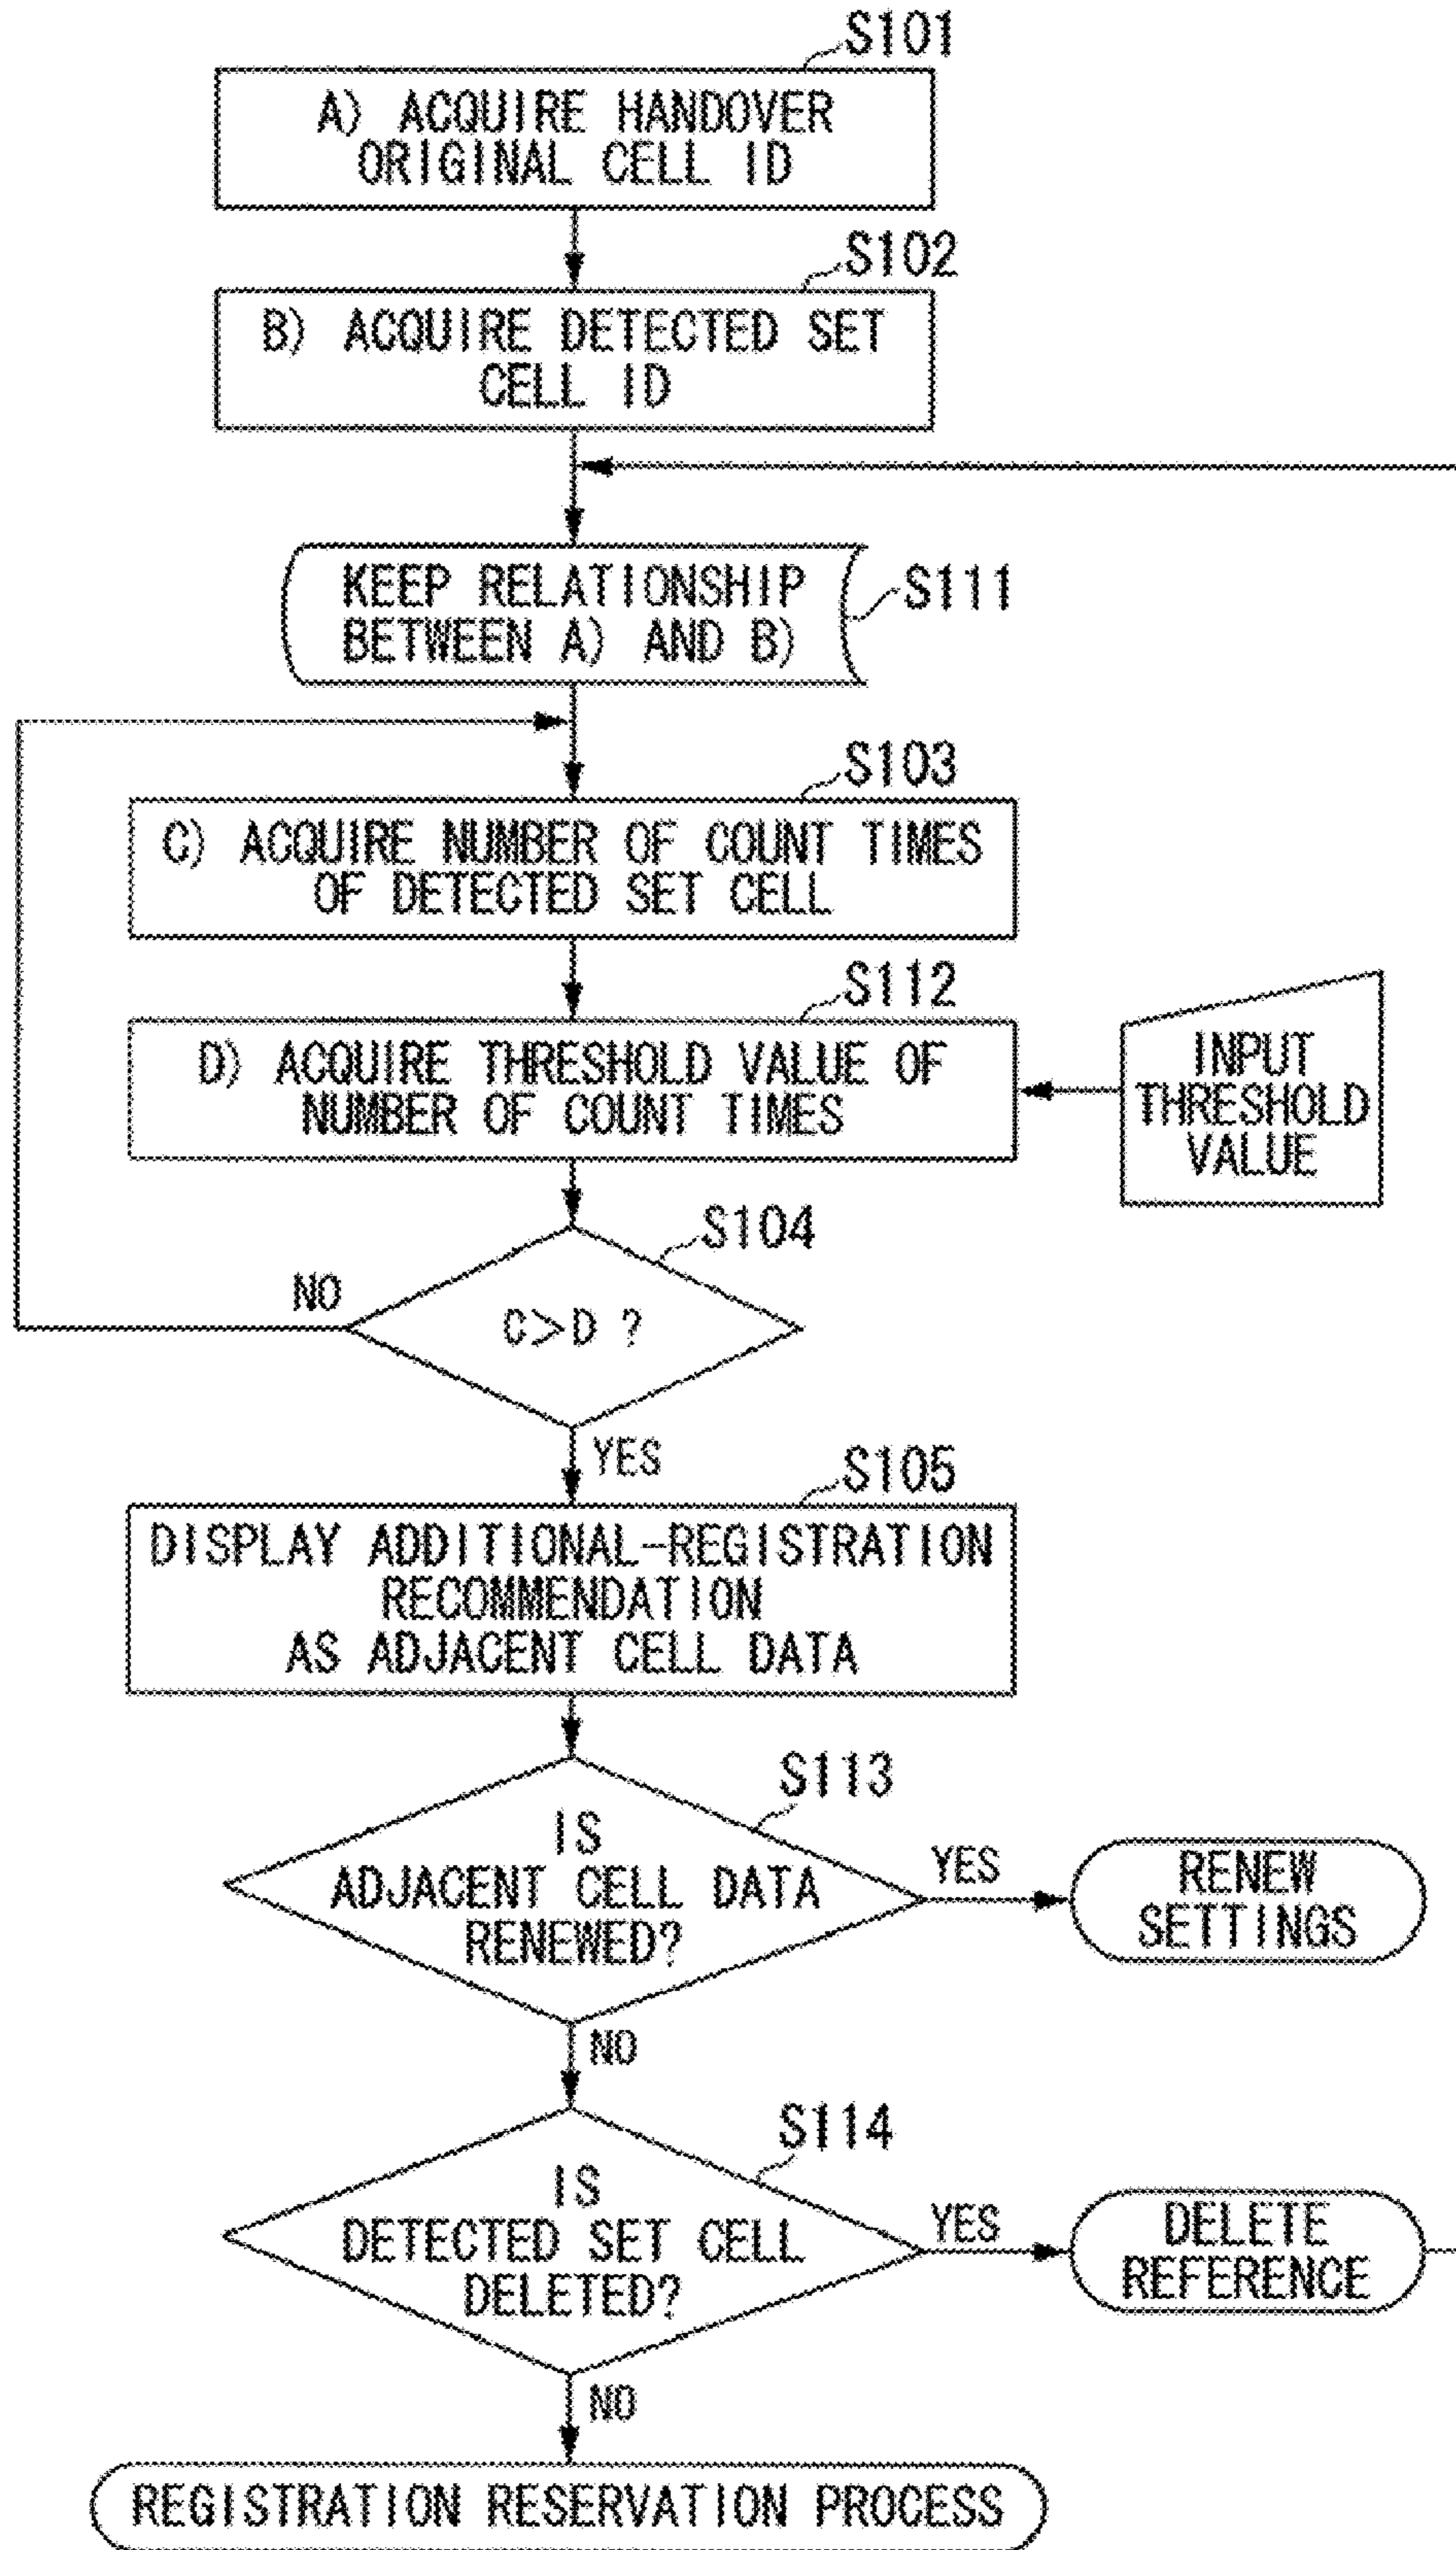 S101
A) ACQUIRE HANDOVER
ORIGINAL CELL ID
S102
B) ACQUIRE DETECTED SET
CELL ID
KEEP RELATIONSHIP
BETWEEN A) AND B)
S111
S103
C) ACQUIRE NUMBER OF COUNT TIMES
OF DETECTED SET CELL
S112
D) ACQUIRE THRESHOLD VALUE OF
NUMBER OF COUNT TIMES
INPUT
THRESHOLD
VALUE
S104
NO
C>D ?
YES
S105
DISPLAY ADDITIONAL-REGISTRATION
RECOMMENDATION
AS ADJACENT CELL DATA
S113
IS
ADJACENT CELL DATA
RENEWED?
YES
RENEW
SETTINGS
NO
S114
IS
DETECTED SET CELL
DELETED?
YES
DELETE
REFERENCE
NO
REGISTRATION RESERVATION PROCESS